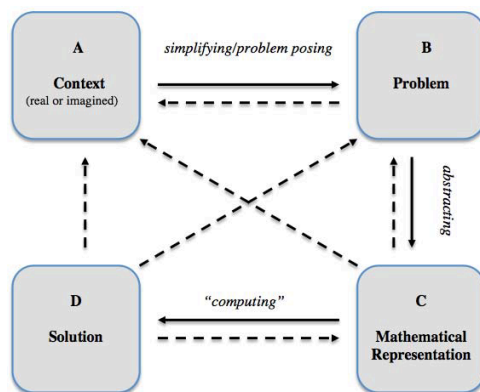 A
Context
(real or imagined)
simplifying/problem posing
B
Problem
abstracting
D
Solution
“computing”
C
Mathematical
Representation